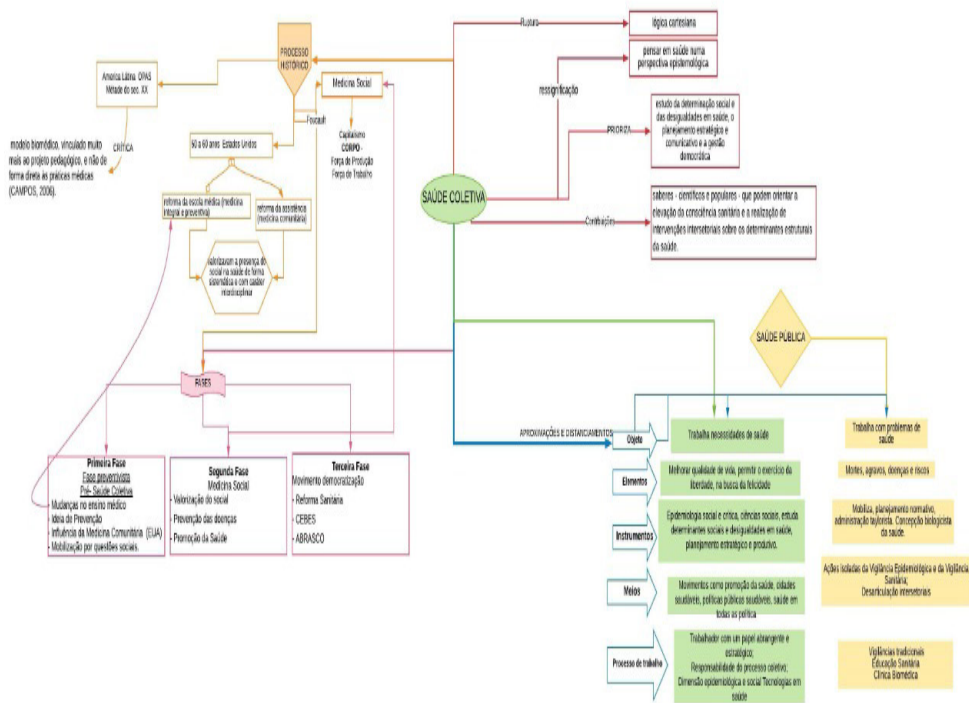 PROCESSO
HISTÓRICO
America Látina OPAS
Métade do sec. XX
CRÍTICA
modelo biomédico, vinculado muito
mais ao projeto pedagógico, e não de
forma direta às práticas médicas
(CAMPOS, 2006).
Foucault
Medicina Social
Capitalismo
CORPO -
Força de Produção
Força de Trabalho
50 a 60 anos Estados Unidos
reforma da escola médica (medicina
integral e preventiva)
reforma da assistência
(medicina comunitária)
valorizavam a presença do
social na saúde de forma
sistemática e com caráter
interdisciplinar
SAÚDE COLETIVA
Rustura
lógica cartesiana
ressignificação
pensar em saúde numa
perspectiva epistemológica
PRIORIZA
estudo da determinação social e
das desigualdades em saúde, o
planejamento estratégico e
comunicativo e a gestão
democrática
Contribuições
saberes - científicos e populares - que podem orientar a
elevação da consciência sanitária e a realização de
intervenções intersetoriais sobre os determinantes estruturais
da saúde.
FASES
Primeira Fase
Fase preventivista
Pré- Saúde Coletiva
- Mudanças no ensino médico
- Ideia de Prevenção
- Influência da Medicina Comunitária (EUA)
- Mobilização por questões sociais.
Segunda Fase
Medicina Social
- Valorização do social
- Prevenção das doenças
- Promoção da Saúde
Terceira Fase
Movimento democratização
- Reforma Sanitária
- CEBES
- ABRASCO
SAÚDE PÚBLICA
APROXIMAÇÕES E DISTANCIAMENTOS
Objeto
Trabalha necessidades de saúde
Trabalha com problemas de
saúde
Elementos
Melhorar qualidade de vida, permitir o exercício da
liberdade, na busca da felicidade
Mortes, agravos, doenças e riscos
Instrumentos
Epidemiologia social e crítica, ciências sociais, estuda
determinantes sociais e desigualdades em saúde,
planejamento estratégico e produtivo.
Mobiliza, planejamento normativo,
administração taylorista. Concepção biologicista
da saúde.
Meios
Movimentos como promoção da saúde, cidades
saudáveis, políticas públicas saudáveis, saúde em
todas as política
Ações isoladas da Vigilância Epidemiológica e da Vigilância
Sanitária;
Desarticulação intersetoriais
Processo de trabalho
Trabalhador com um papel abrangente e
estratégico;
Responsabilidade do processo coletivo;
Dimensão epidemiológica e social Tecnologias em
saúde
Vigilâncias tradicionais
Educação Sanitária
Clínica Biomédica